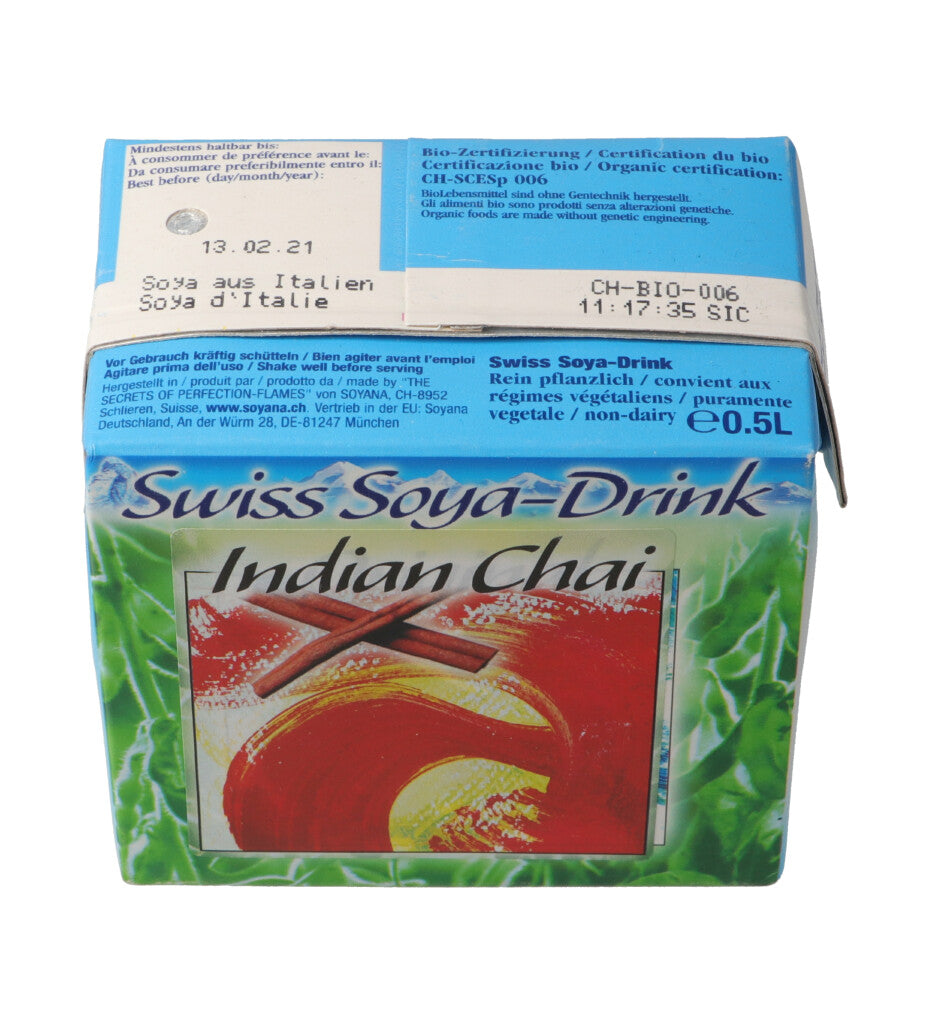 Mindestens haltbar bis:
À consommer de préférence avant le:
Da consumare preferibilmente entro il:
Best before (day/month/year):
13.02.21
Soya aus Italien
Soya d'Italie
Bio-Zertifizierung / Certification du bio
Certificazione bio / Organic certification:
CH-SCESp 006
BioLebensmittel sind ohne Gentechnik hergestellt.
Gli alimenti bio sono prodotti senza alterazioni genetiche.
Organic foods are made without genetic engineering.
CH-BIO-006
11:17:35 SIC
Vor Gebrauch kräftig schütteln / Bien agiter avant l'emploi
Agitare prima dell'uso / Shake well before serving
Hergestellt in / produit par / prodotto da / made by "THE
SECRETS OF PERFECTION-FLAMES" von SOYANA, CH-8952
Schlieren, Suisse, www.soyana.ch. Vertrieb in der EU: Soyana
Deutschland, An der Würm 28, DE-81247 München
Swiss Soya-Drink
Rein pflanzlich / convient aux
régimes végétaliens / puramente
vegetale / non-dairy ℮0.5L
Swiss Soya-Drink
Indian Chai